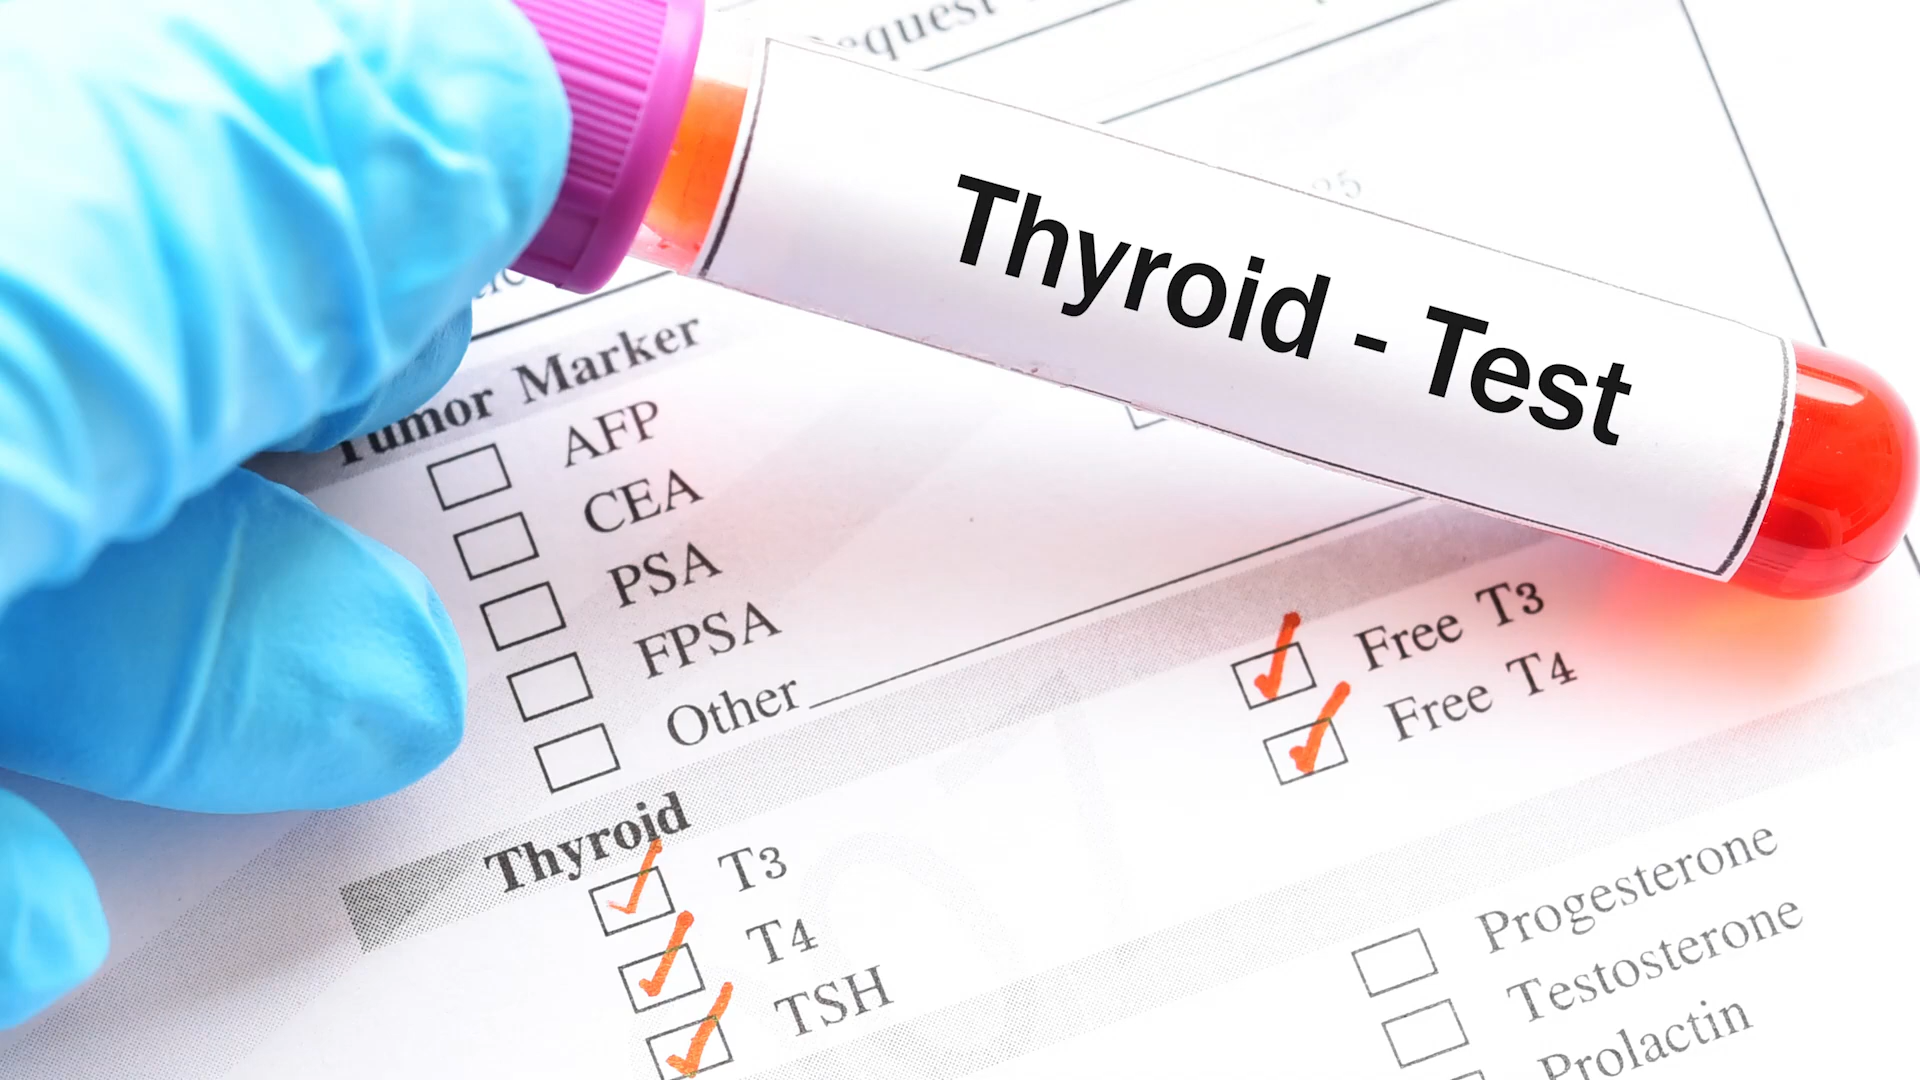 Thyroid - Test
Tumor Marker
AFP
CEA
PSA
FPSA
Other
Thyroid
T3
T4
TSH
Free T3
Free T4
Progesterone
Testosterone
Prolactin